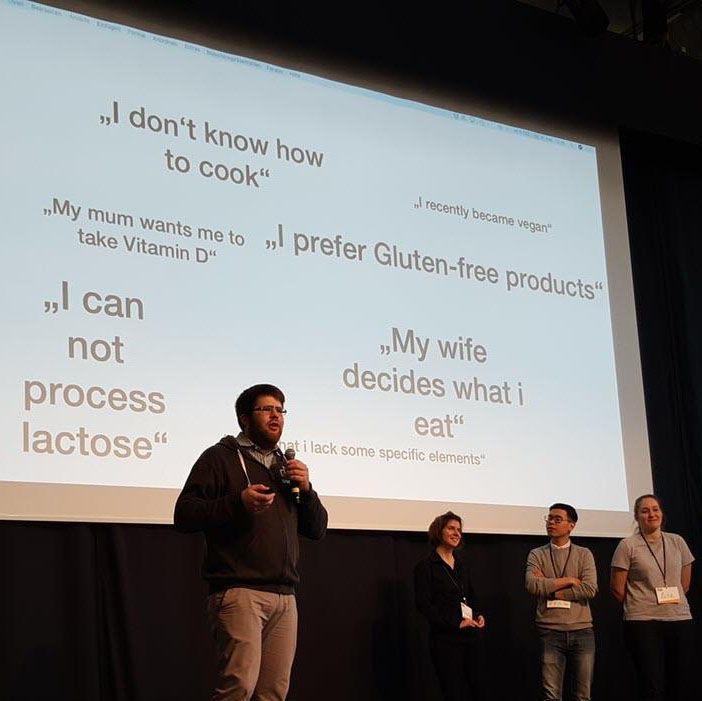 „I don‘t know how
to cook“
„I recently became vegan“
„My mum wants me to
take Vitamin D“
„I prefer Gluten-free products“
„I can
not
process
lactose“
„My wife
decides what i
eat“
i lack some specific elements“